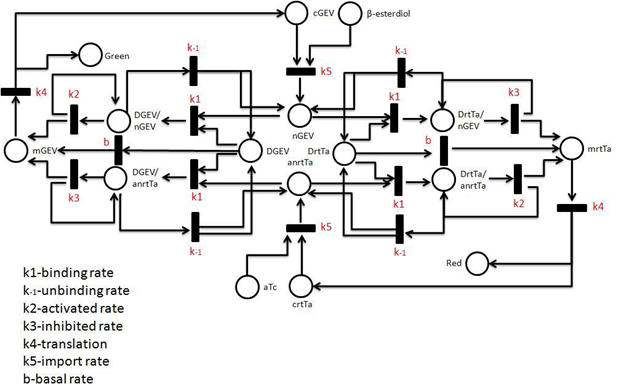 cGEV
β-esterdiol
Green
k-1
k-1
k4
k2
DGEV/
nGEV
k1
k5
k1
DrtTa/
nGEV
k3
nGEV
b
b
mGEV
DGEV
DrtTa
anrtTa
mrtTa
k3
DGEV/
anrtTa
k1
k1
DrtTa/
anrtTa
k2
k4
k5
k-1
k-1
Red
aTc
crtTa
k1-binding rate
k-1-unbinding rate
k2-activated rate
k3-inhibited rate
k4-translation
k5-import rate
b-basal rate